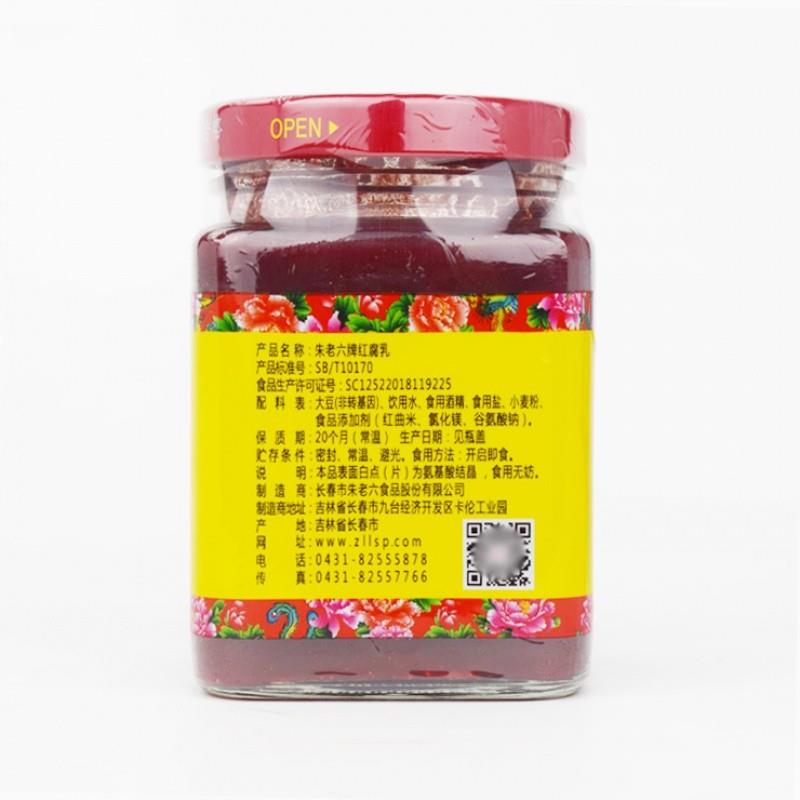 OPEN
产品名称：朱老六牌红腐乳
产品标准号：SB/T10170
食品生产许可证号：SC12522018119225
配料表：大豆(非转基因)、饮用水、食用酒精、食用盐、小麦粉、
食品添加剂（红曲米、氯化镁、谷氨酸钠）。
保质期：20个月（常温） 生产日期：见瓶盖
贮存条件：密封、常温、避光。食用方法：开启即食。
说明：本品表面白点（片）为氨基酸结晶，食用无妨。
制造商：长春市朱老六食品股份有限公司
制造商地址：吉林省长春市九台经济开发区卡伦工业园
产地：吉林省长春市
网址：www.zllsp.com
电话：0431-82555878
传真：0431-82557766